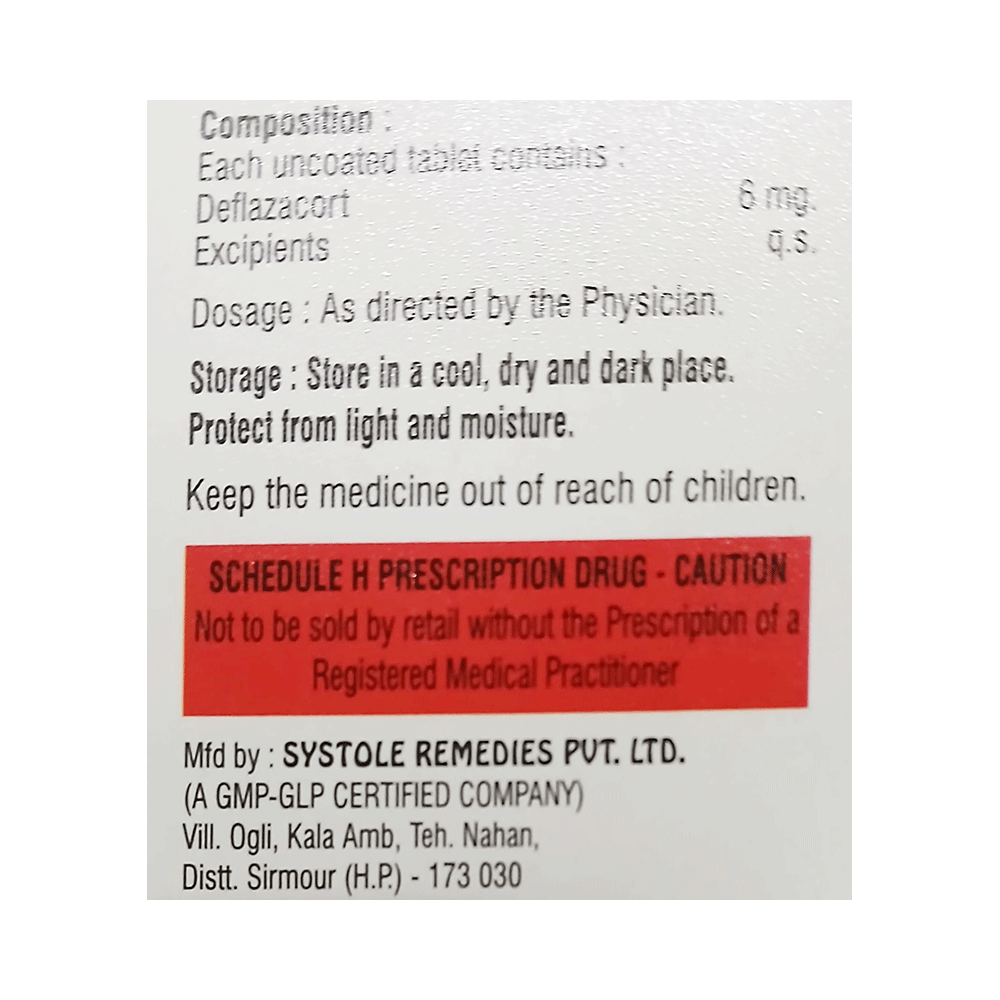 Composition :
Each uncoated tablet contains :
Deflazacort 6 mg.
Excipients q.s.
Dosage : As directed by the Physician.
Storage : Store in a cool, dry and dark place.
Protect from light and moisture.
Keep the medicine out of reach of children.
SCHEDULE H PRESCRIPTION DRUG - CAUTION
Not to be sold by retail without the Prescription of a
Registered Medical Practitioner
Mfd by : SYSTOLE REMEDIES PVT. LTD.
(A GMP-GLP CERTIFIED COMPANY)
Vill. Ogli, Kala Amb, Teh. Nahan,
Distt. Sirmour (H.P.) - 173 030